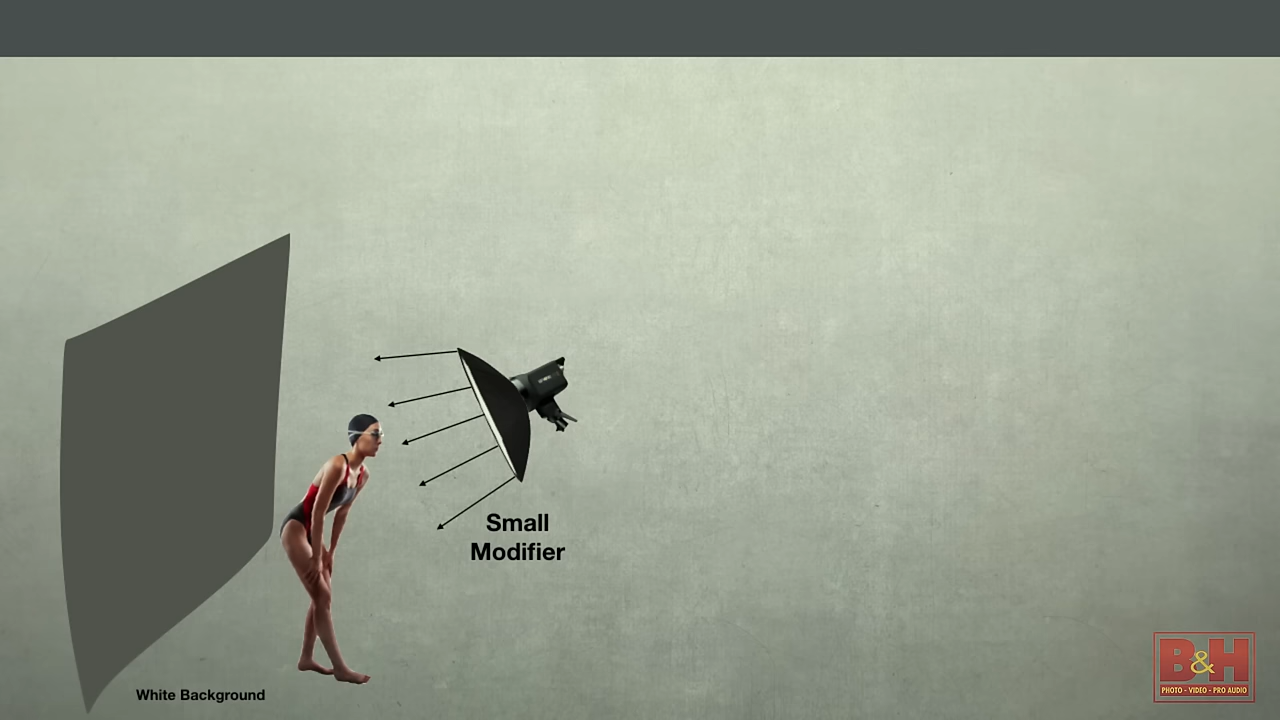 Small
Modifier
White Background
B&H
PHOTO - VIDEO - PRO AUDIO